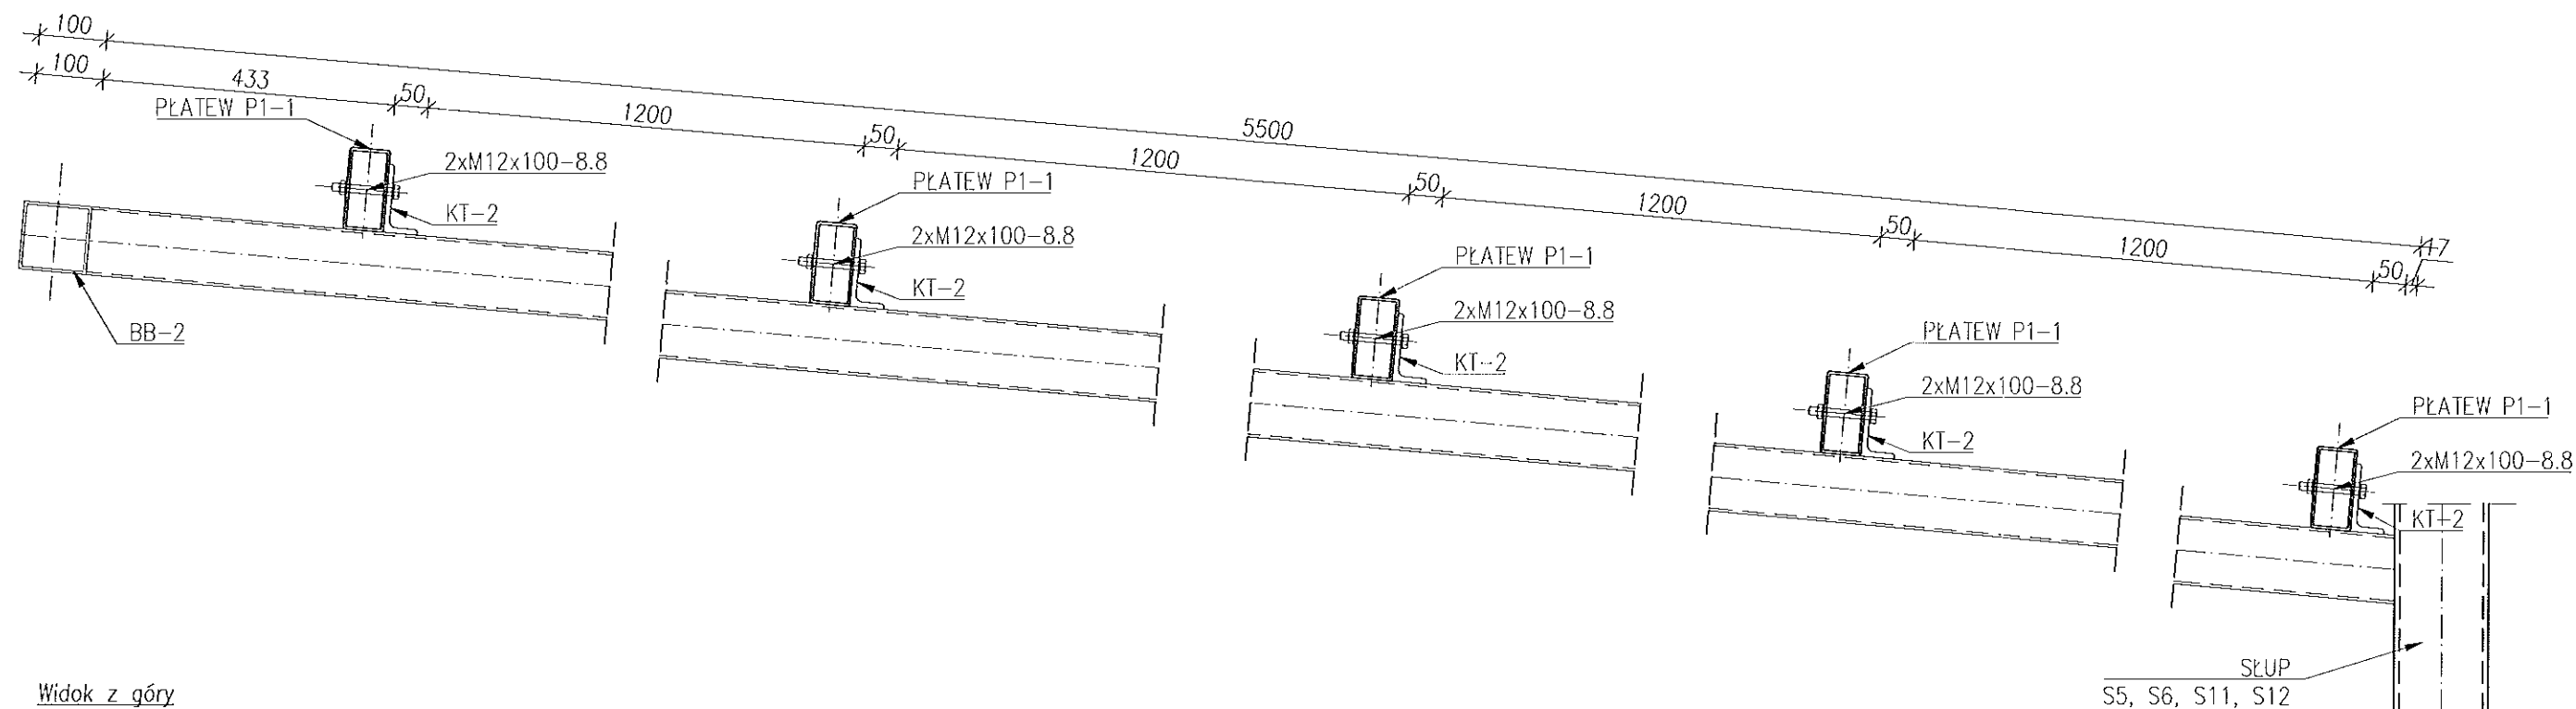 100
100
433
50
1200
50
1200
5500
50
1200
50
1200
50
17
PŁATEW P1-1
2xM12x100-8.8
KT-2
BB-2
PŁATEW P1-1
2xM12x100-8.8
KT-2
PŁATEW P1-1
2xM12x100-8.8
KT-2
PŁATEW P1-1
2xM12x100-8.8
KT-2
PŁATEW P1-1
2xM12x100-8.8
KT-2
SŁUP
S5, S6, S11, S12
Widok z góry